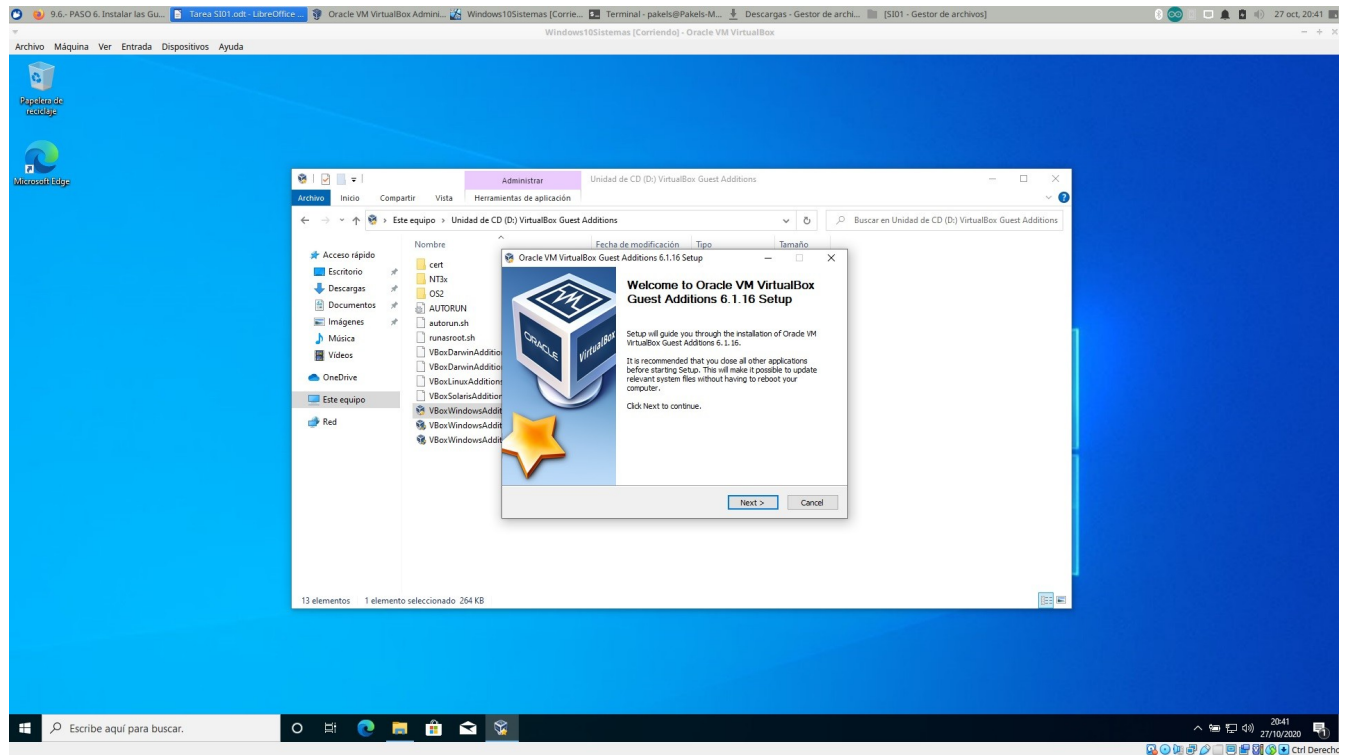 9.6.- PASO 6. Instalar las Gu...
Tarea SI01.odt - LibreOffice ...
Oracle VM VirtualBox Admini...
Windows10Sistemas [Corrie...
Terminal - pakels@Pakels-M...
Descargas - Gestor de archi...
[SI01 - Gestor de archivos]
27 oct, 20:41
Windows10Sistemas [Corriendo] - Oracle VM VirtualBox
Archivo Máquina Ver Entrada Dispositivos Ayuda
Papelera de
reciclaje
Microsoft Edge
Administrar
Unidad de CD (D:) VirtualBox Guest Additions
Archivo Inicio Compartir Vista Herramientas de aplicación
Este equipo > Unidad de CD (D:) VirtualBox Guest Additions
Buscar en Unidad de CD (D:) VirtualBox Guest Additions
Acceso rápido
Escritorio
Descargas
Documentos
Imágenes
Música
Vídeos
OneDrive
Este equipo
Red
Nombre Fecha de modificación Tipo Tamaño
cert
NT3x
OS2
AUTORUN
autorun.sh
runasroot.sh
VBoxDarwinAdditio
VBoxDarwinAdditio
VBoxLinuxAdditions
VBoxSolarisAddition
VBoxWindowsAddit
VBoxWindowsAddit
VBoxWindowsAddit
Oracle VM VirtualBox Guest Additions 6.1.16 Setup
ORACLE
VirtualBox
Welcome to Oracle VM VirtualBox
Guest Additions 6.1.16 Setup
Setup will guide you through the installation of Oracle VM
VirtualBox Guest Additions 6.1.16.
It is recommended that you close all other applications
before starting Setup. This will make it possible to update
relevant system files without having to reboot your
computer.
Click Next to continue.
Next >
Cancel
13 elementos 1 elemento seleccionado 264 KB
Escribe aquí para buscar.
20:41
27/10/2020
Ctrl Derecho